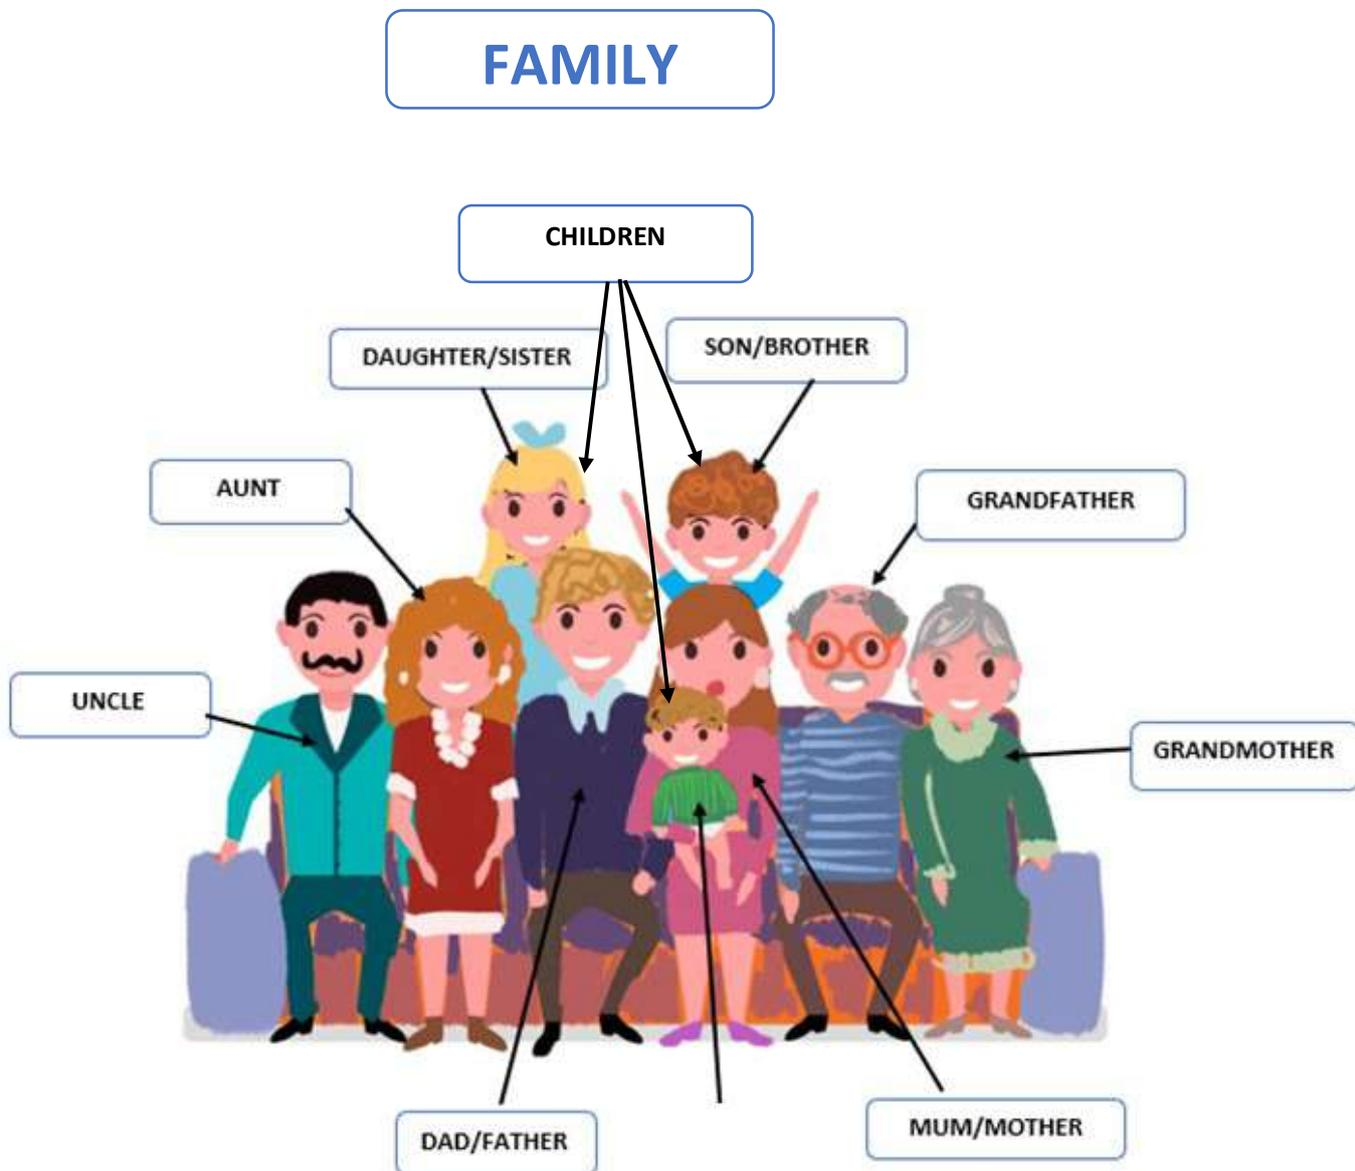 FAMILY
CHILDREN
DAUGHTER/SISTER
SON/BROTHER
AUNT
GRANDFATHER
UNCLE
GRANDMOTHER
DAD/FATHER
MUM/MOTHER